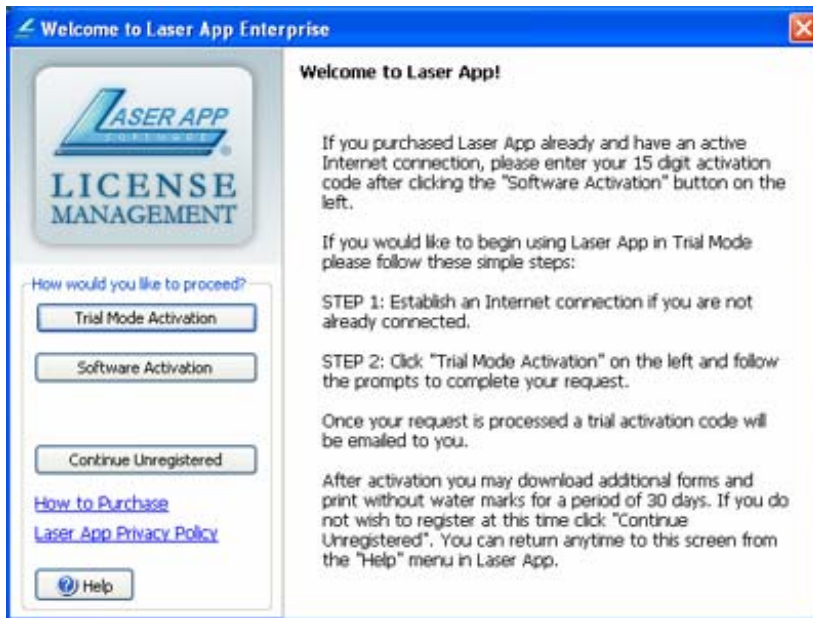 Welcome to Laser App Enterprise
LASER APP
SOFTWARE
®
LICENSE
MANAGEMENT
How would you like to proceed?
Trial Mode Activation
Software Activation
Continue Unregistered
How to Purchase
Laser App Privacy Policy
Help
Welcome to Laser App!
If you purchased Laser App already and have an active
Internet connection, please enter your 15 digit activation
code after clicking the "Software Activation" button on the
left.
If you would like to begin using Laser App in Trial Mode
please follow these simple steps:
STEP 1: Establish an Internet connection if you are not
already connected.
STEP 2: Click "Trial Mode Activation" on the left and follow
the prompts to complete your request.
Once your request is processed a trial activation code will
be emailed to you.
After activation you may download additional forms and
print without water marks for a period of 30 days. If you do
not wish to register at this time click "Continue
Unregistered". You can return anytime to this screen from
the "Help" menu in Laser App.